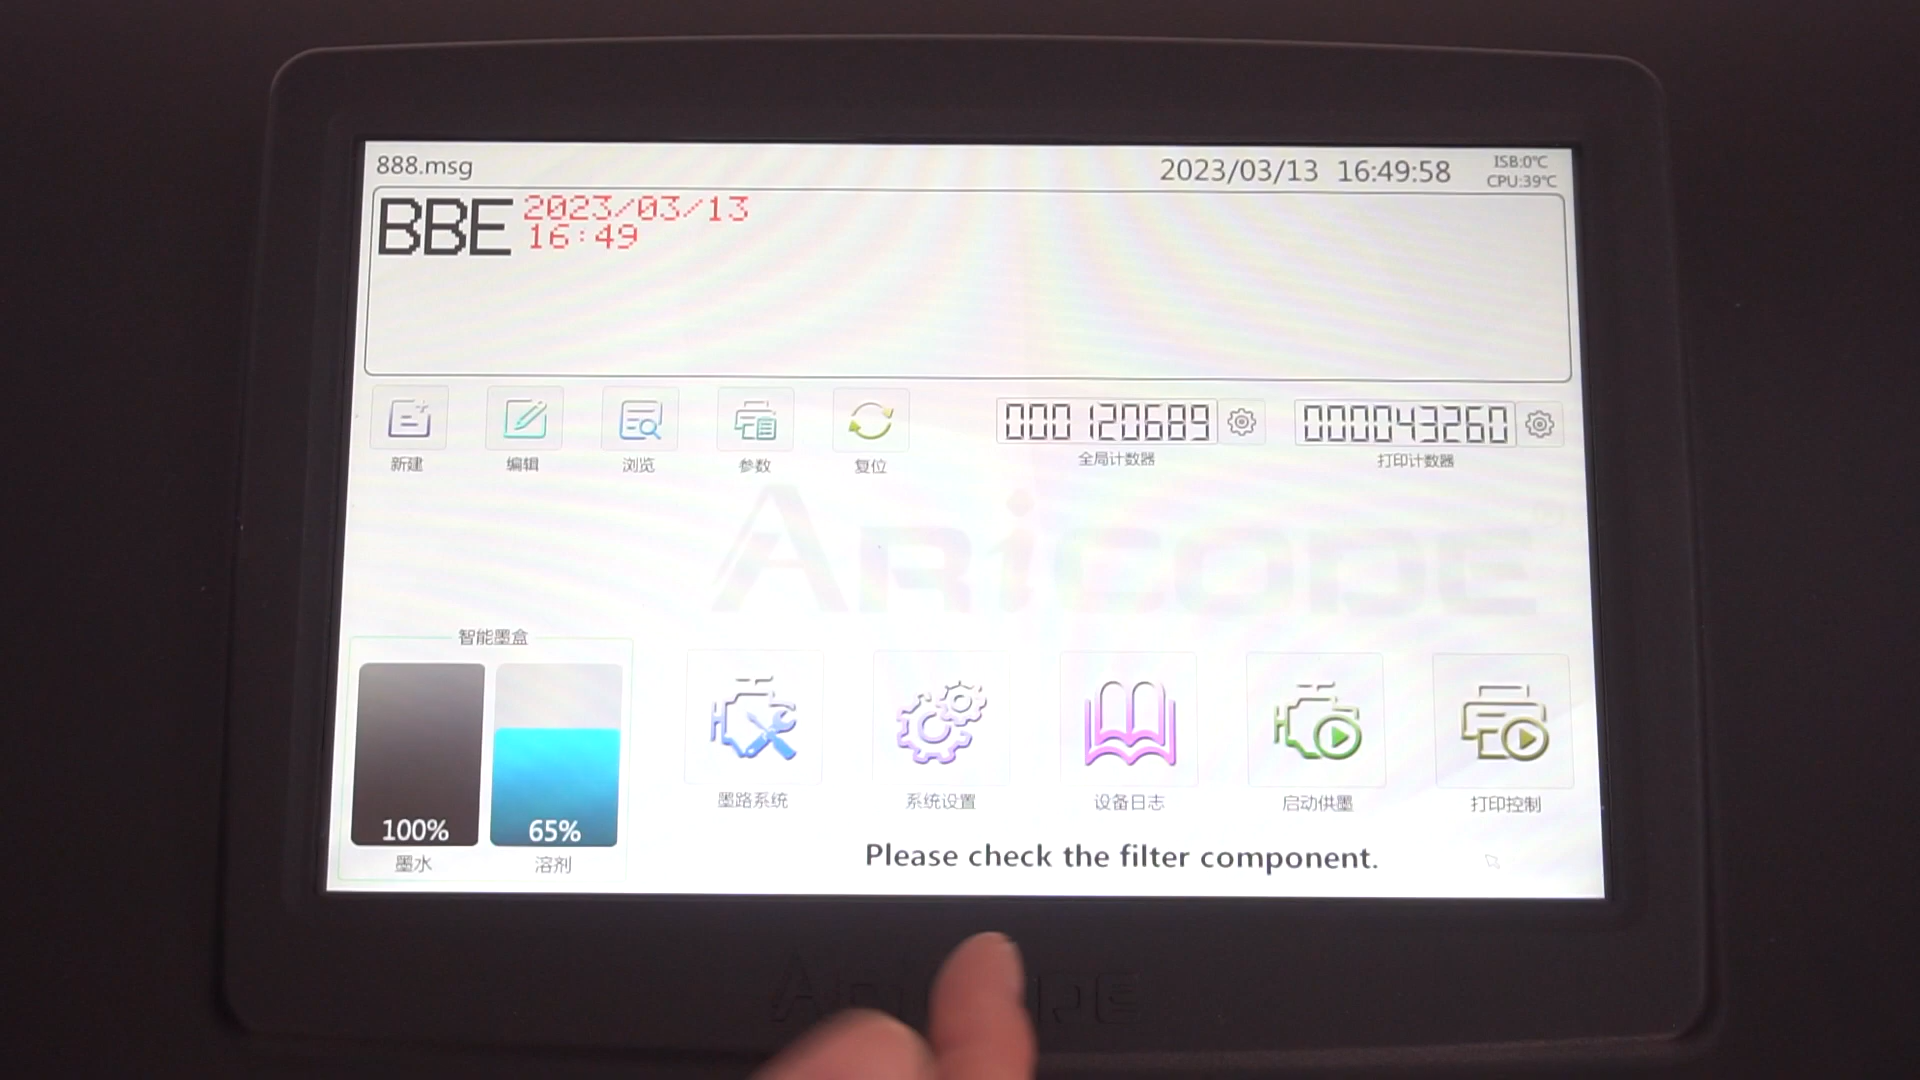 888.msg
2023/03/13 16:49:58
ISB:0℃
CPU:39℃
BBE
2023/03/13
16:49
新建
编辑
浏览
参数
复位
000120689
全局计数器
000043260
打印计数器
ARiCODE
智能墨盒
100%
墨水
65%
溶剂
墨路系统
系统设置
设备日志
启动供墨
打印控制
Please check the filter component.